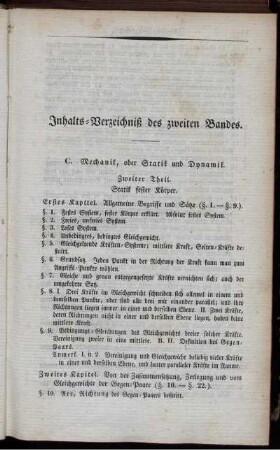 Inhalts-Verzeichniß des zweiten Bandes.
C. Mechanik, oder Statik und Dynamik.
Zweiter Theil.
Statik fester Körper.
Erstes Kapitel. Allgemeine Begriffe und Sätze (§. 1. — §. 9.)
§. 1. Festes System, fester Körper erklärt. Absolut festes System.
§. 2. Freies, unfreies System
§. 3. Loses System.
§. 4. Unbedingtes, bedingtes Gleichgewicht.
§. 5. Gleichgeltende Kräften-Systeme; mittlere Kraft, Seiten-Kräfte definirt.
§. 6. Grundsatz. Jeden Punkt in der Richtung der Kraft kann man zum Angriffs-Punkte wählen.
§. 7. Gleiche und genau entgegengesetzte Kräfte vernichten sich; auch der umgekehrte Satz.
§. 8. I. Drei Kräfte im Gleichgewichte schneiden sich allemal in einem und demselben Punkte, oder sind alle drei mit einander parallel, und ihre Richtungen liegen immer in einer und derselben Ebene. II. Zwei Kräfte, deren Richtungen nicht in einer und derselben Ebene liegen, haben keine mittlere Kraft.
§. 9. Bedingungs-Gleichungen des Gleichgewichts dreier solcher Kräfte. Vereinigung zweier in eine mittlere. B. II. Definition des Gegen-Paars.
Anmerk. 1. u. 2. Vereinigung und Gleichgewicht beliebig vieler Kräfte in einer und derselben Ebene, und lauter paralleler Kräfte im Raume.
Zweites Kapitel. Von der Zusammensetzung, Zerlegung und vom Gleichgewichte der Gegen-Paare (§. 10. — §. 22.)
§. 10. Axe, Richtung des Gegen-Paares definirt.